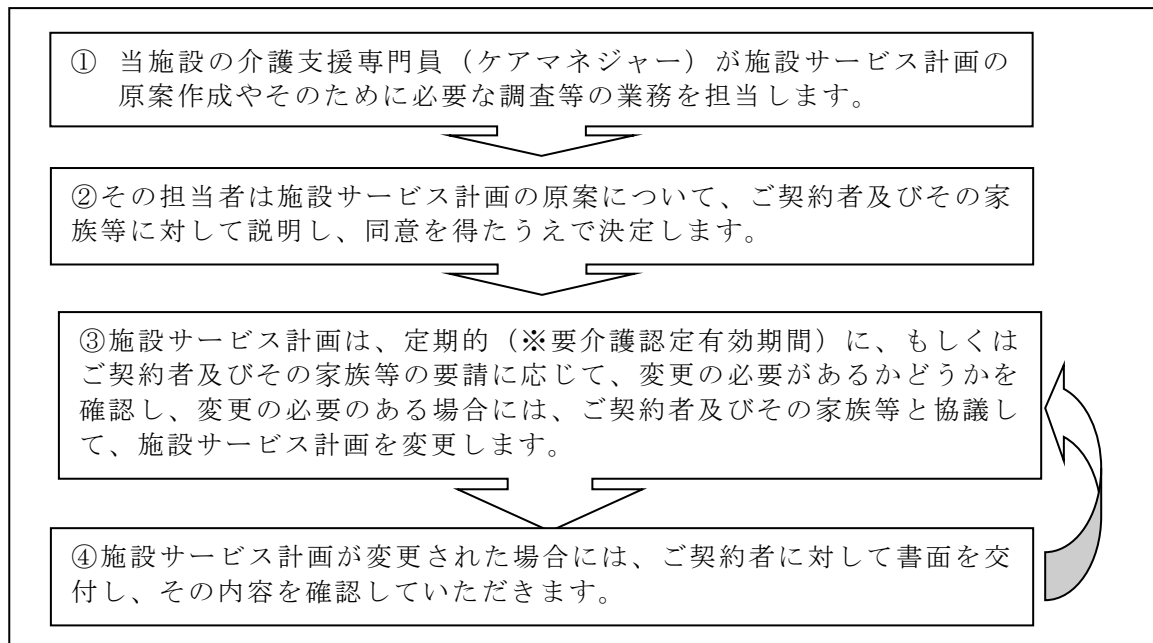 ① 当施設の介護支援専門員（ケアマネジャー）が施設サービス計画の
原案作成やそのために必要な調査等の業務を担当します。
②その担当者は施設サービス計画の原案について、ご契約者及びその家
族等に対して説明し、同意を得たうえで決定します。
③施設サービス計画は、定期的（※要介護認定有効期間）に、もしくは
ご契約者及びその家族等の要請に応じて、変更の必要があるかどうかを
確認し、変更の必要のある場合には、ご契約者及びその家族等と協議し
て、施設サービス計画を変更します。
④施設サービス計画が変更された場合には、ご契約者に対して書面を交
付し、その内容を確認していただきます。